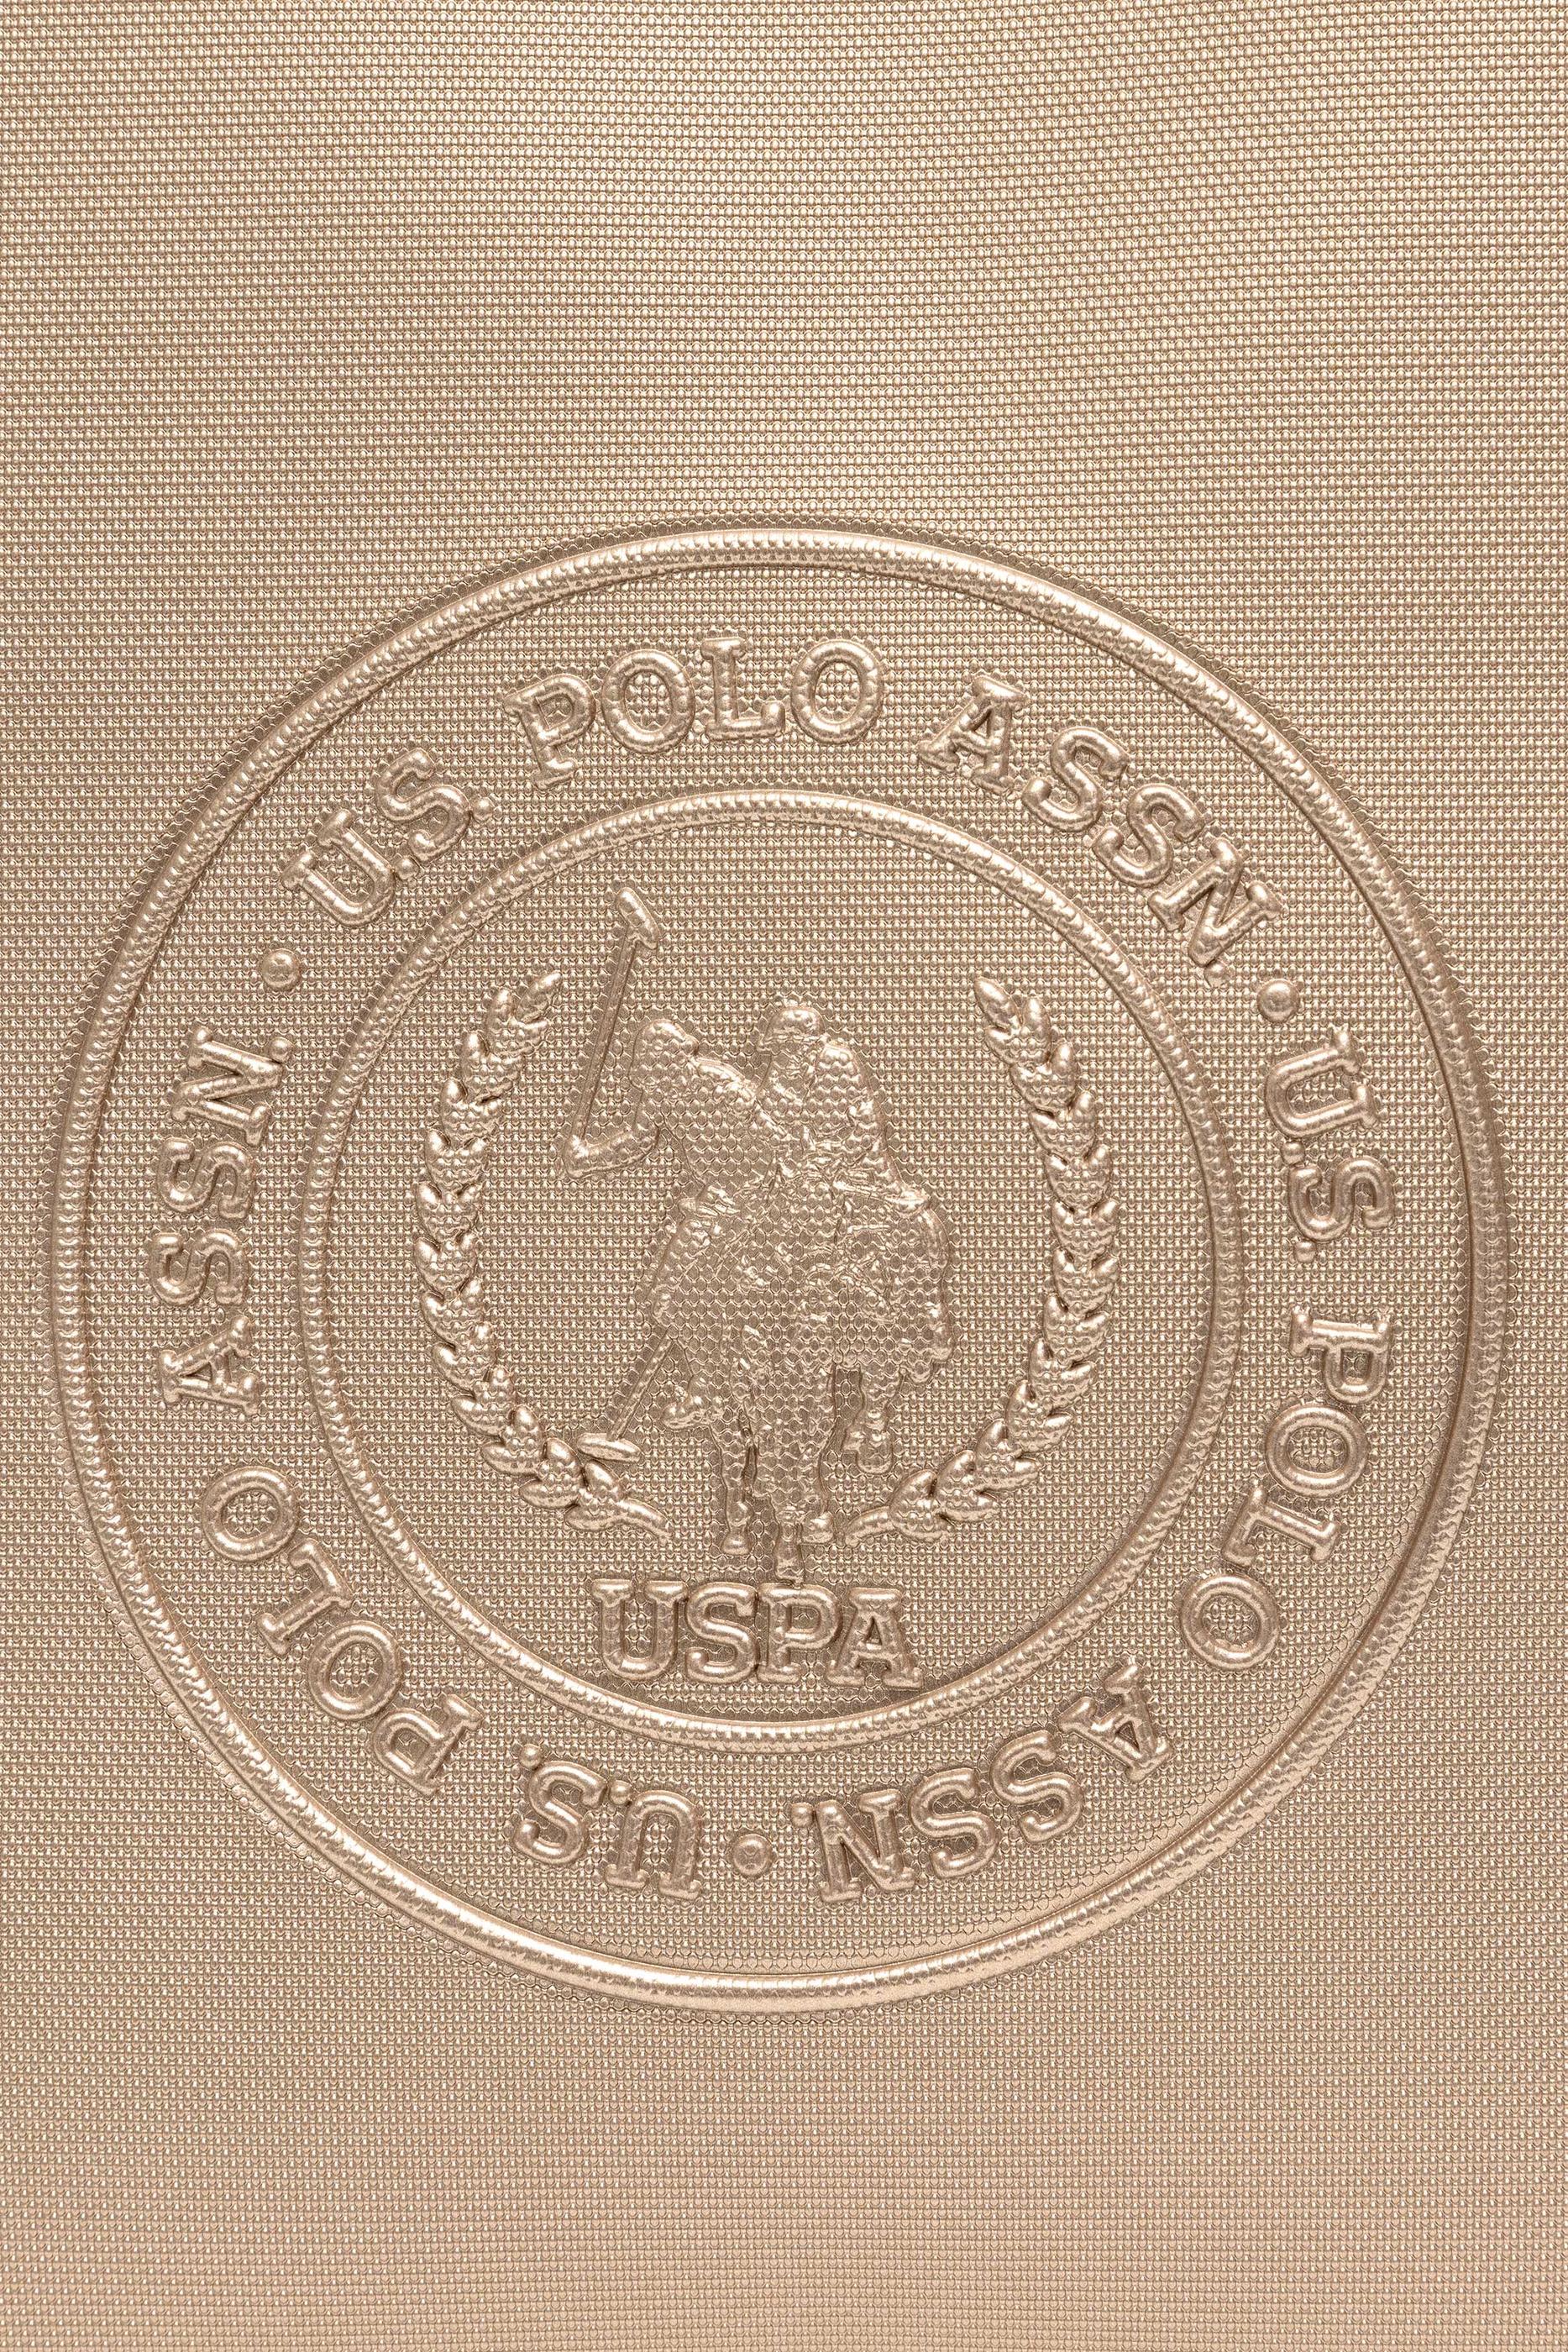 U.S. POLO ASSN. • U.S. POLO ASSN. • U.S. POLO ASSN. •
USPA